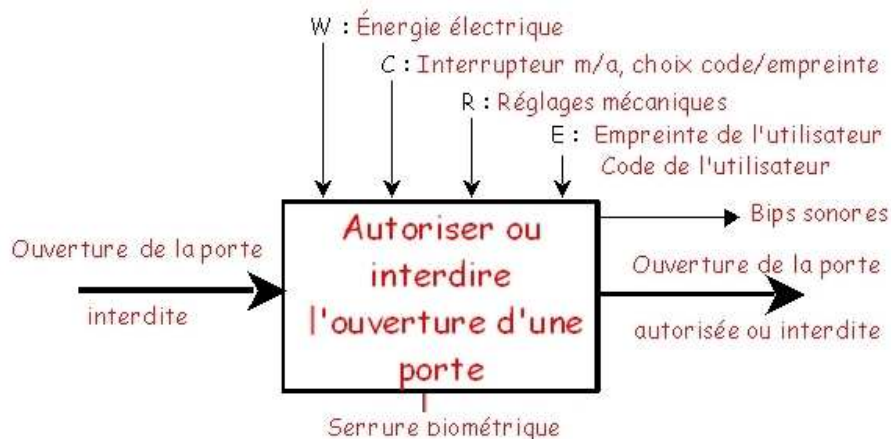 W : Énergie électrique
C : Interrupteur m/a, choix code/empreinte
R : Réglages mécaniques
E : Empreinte de l'utilisateur
Code de l'utilisateur
Bips sonores
Ouverture de la porte
interdite
Autoriser ou
interdire
l'ouverture d'une
porte
Ouverture de la porte
autorisée ou interdite
Serrure biométrique